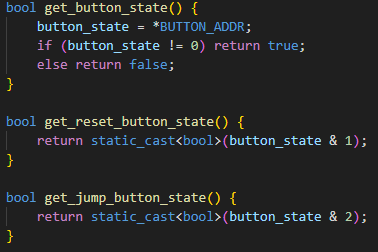 bool get_button_state() {
    button_state = *BUTTON_ADDR;
    if (button_state != 0) return true;
    else return false;
}

bool get_reset_button_state() {
    return static_cast<bool>(button_state & 1);
}

bool get_jump_button_state() {
    return static_cast<bool>(button_state & 2);
}